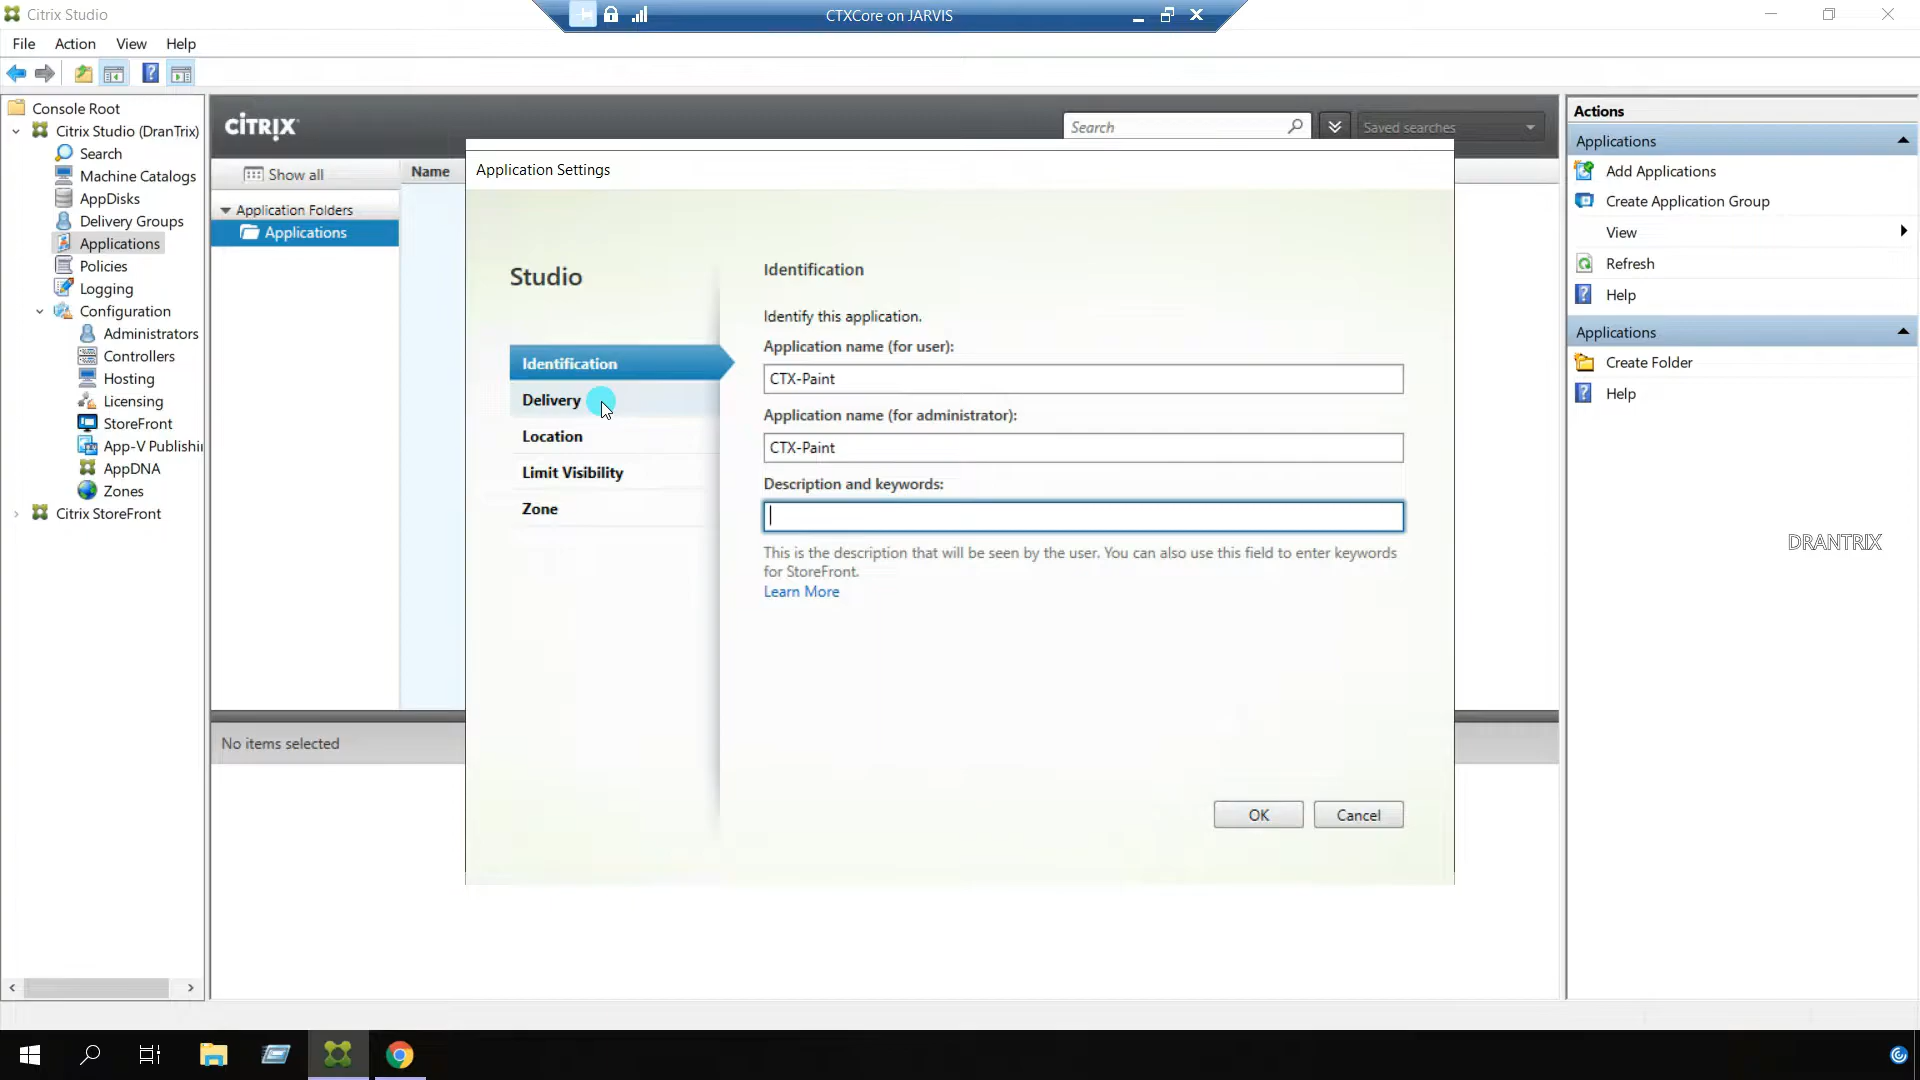 Citrix Studio
CTXCore on JARVIS
File Action View Help
Console Root
Citrix Studio (DranTrix)
Search
Machine Catalogs
AppDisks
Delivery Groups
Applications
Policies
Logging
Configuration
Administrators
Controllers
Hosting
Licensing
StoreFront
App-V Publishi
AppDNA
Zones
Citrix StoreFront
CITRIX
Search
Saved searches
Show all
Name
Application Folders
Applications
No items selected
Application Settings
Studio
Identification
Delivery
Location
Limit Visibility
Zone
Identification
Identify this application.
Application name (for user):
CTX-Paint
Application name (for administrator):
CTX-Paint
Description and keywords:
This is the description that will be seen by the user. You can also use this field to enter keywords
for StoreFront.
Learn More
OK
Cancel
Actions
Applications
Add Applications
Create Application Group
View
Refresh
Help
Applications
Create Folder
Help
DRANTRIX